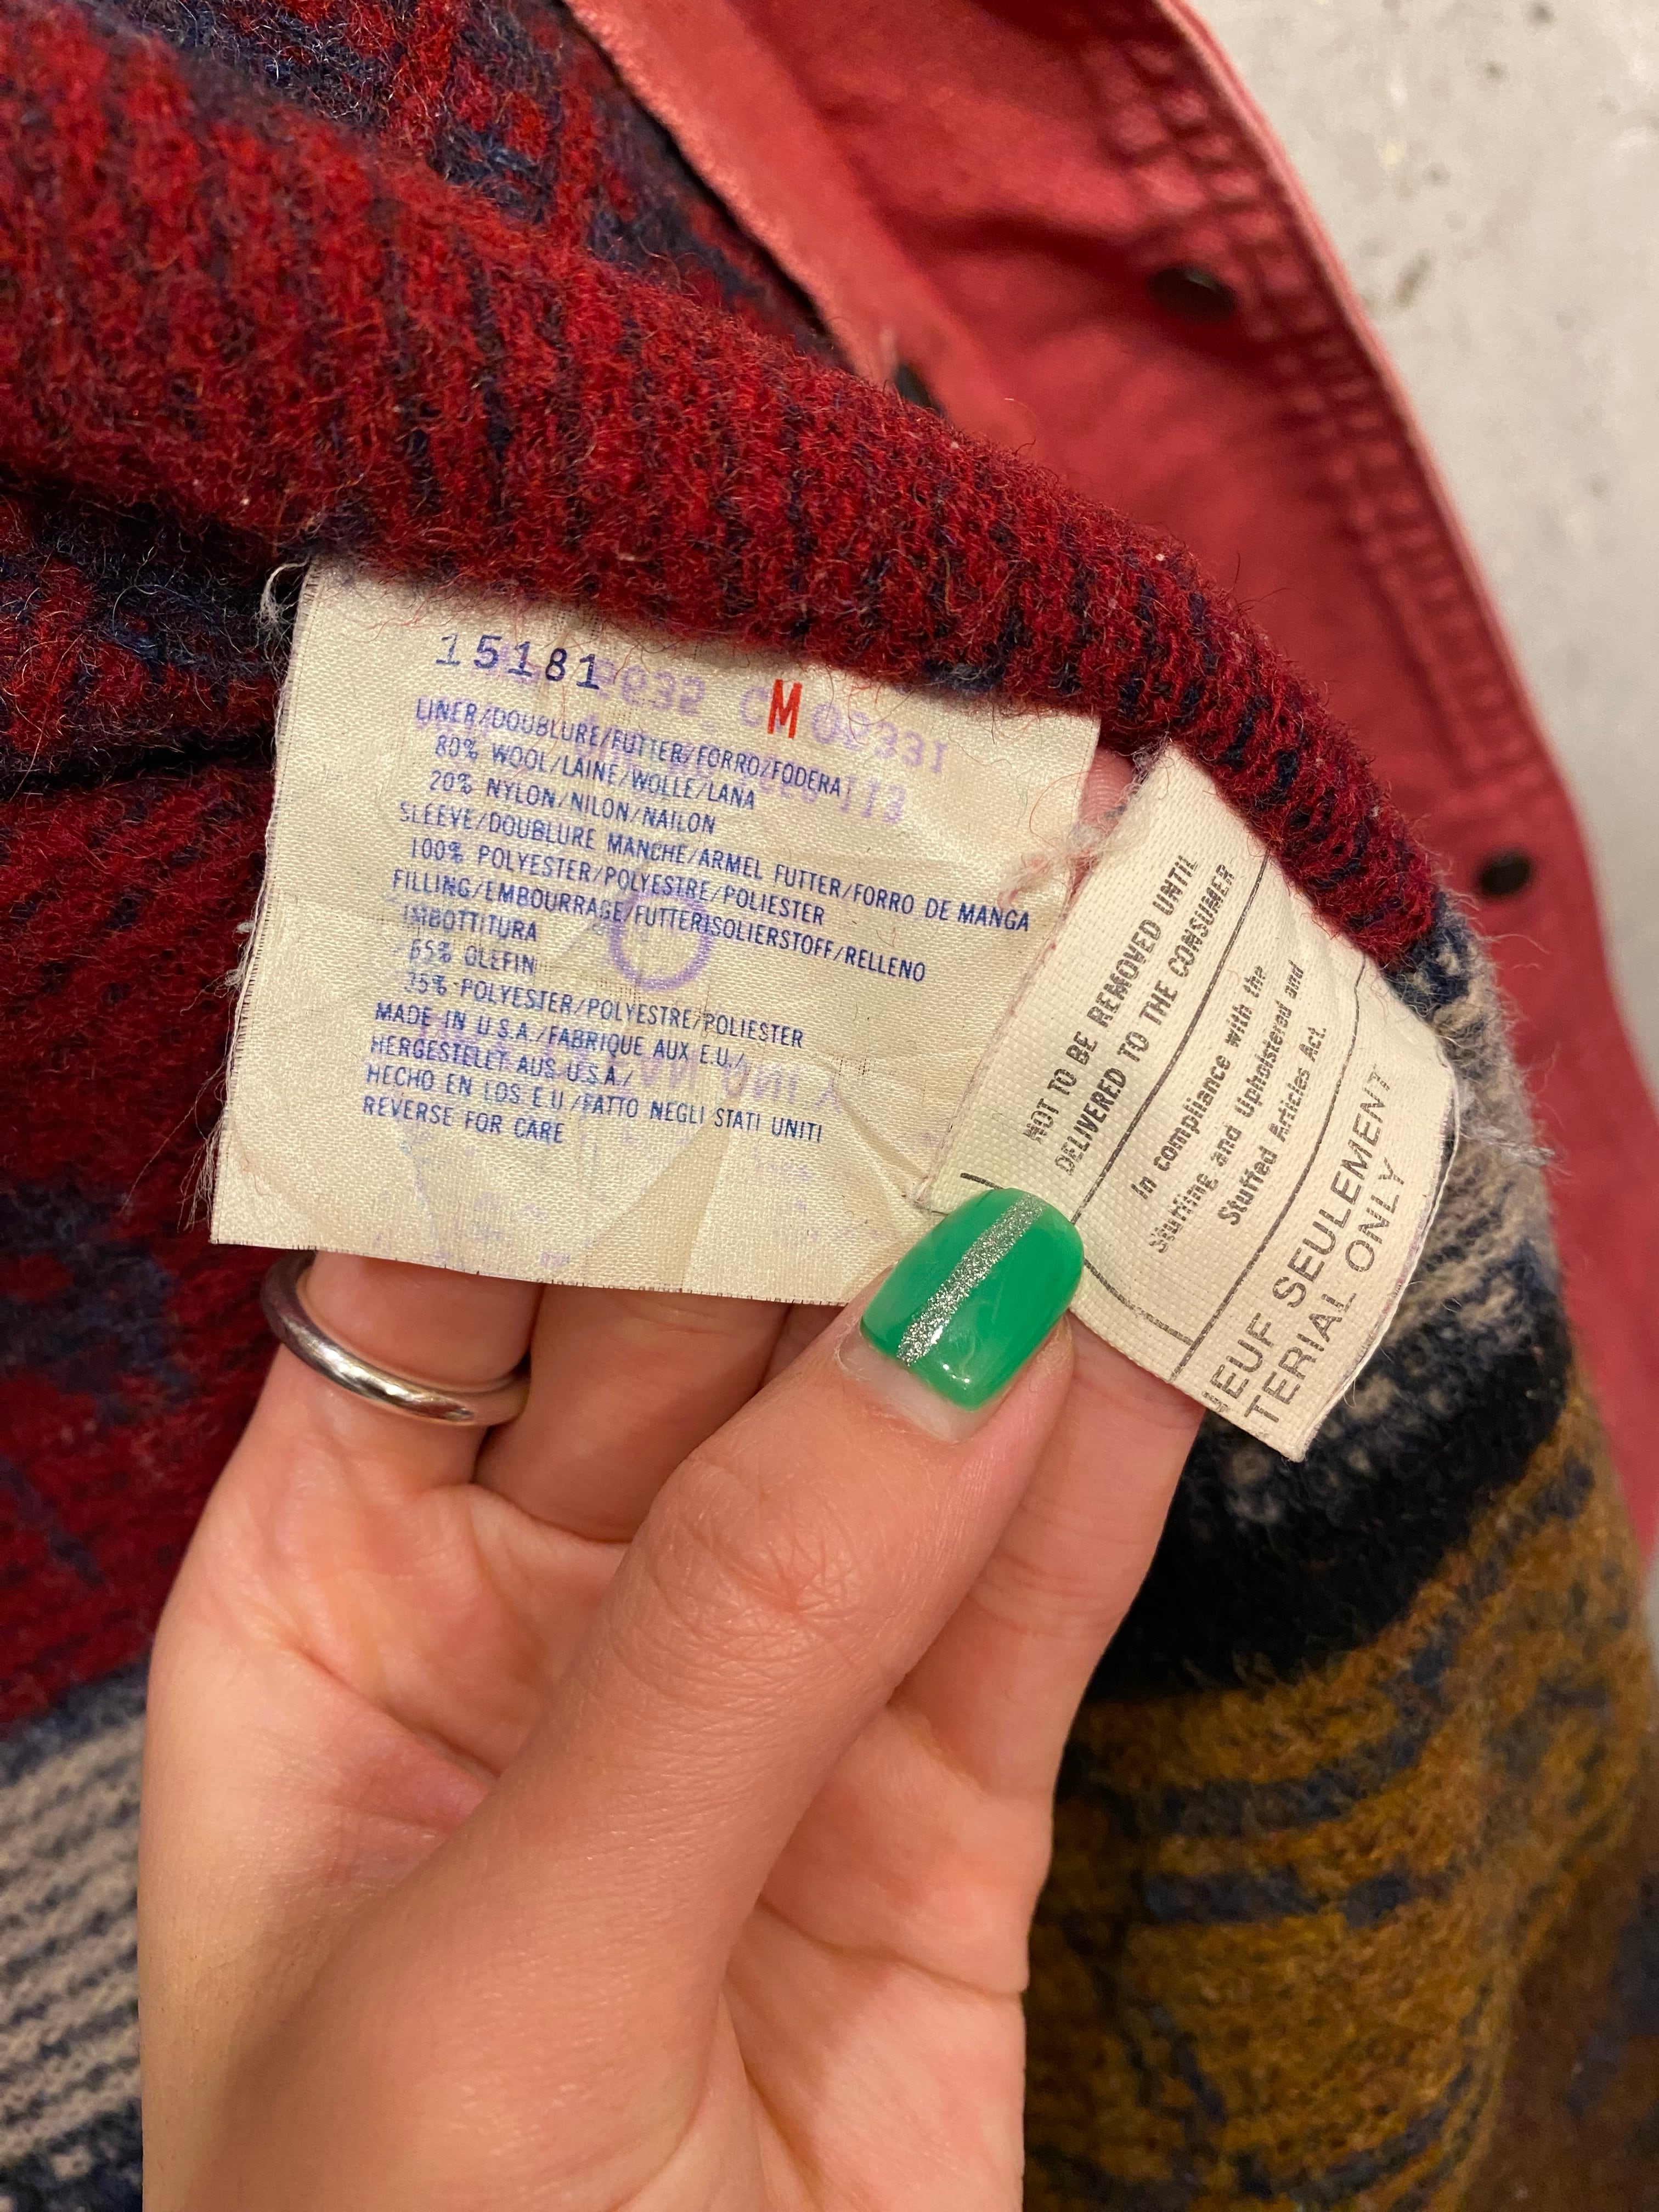 15181
M
LINER/DOUBLURE/FUTTER/FORRO/FODERA
80% WOOL/LAINE/WOLLE/LANA
20% NYLON/NILON/NAILON
SLEEVE/DOUBLURE MANCHE/ARMEL FUTTER/FORRO DE MANGA
100% POLYESTER/POLYESTRE/POLIESTER
FILLING/EMBOURRAGE/FUTTERISOLIERSTOFF/RELLENO
IMBOTTITURA
65% OLEFIN
35% POLYESTER/POLYESTRE/POLIESTER
MADE IN U.S.A./FABRIQUE AUX E.U./
HERGESTELLT AUS U.S.A./
HECHO EN LOS E.U./FATTO NEGLI STATI UNITI
REVERSE FOR CARE
NOT TO BE REMOVED UNTIL
DELIVERED TO THE CONSUMER
In compliance with the
Stuffing and Upholstered and
Stuffed Articles Act.
NEUF SEULEMENT
TERIAL ONLY